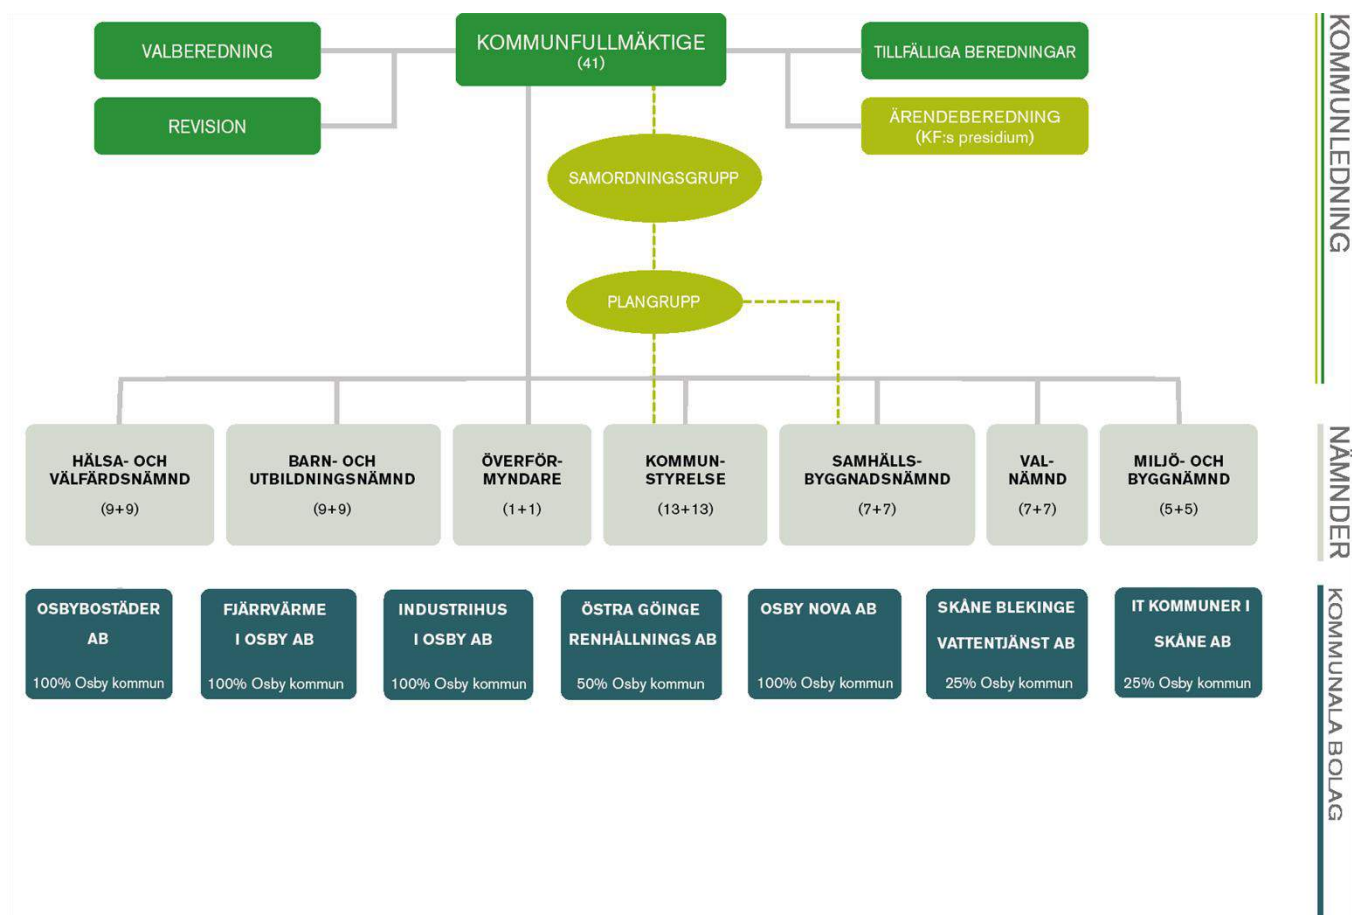 VALBEREDNING
KOMMUNFULLMÄKTIGE
(41)
TILLFÄLLIGA BEREDNINGAR
REVISION
ÄRENDEBEREDNING
(KF:s presidium)
SAMORDNINGSGRUPP
PLANGRUPP
KOMMUNLEDNING
HÄLSA- OCH
VÄLFÄRDSNÄMND
(9+9)
BARN- OCH
UTBILDNINGSNÄMND
(9+9)
ÖVERFÖR-
MYNDARE
(1+1)
KOMMUN-
STYRELSE
(13+13)
SAMHÄLLS-
BYGGNADSNÄMND
(7+7)
VAL-
NÄMND
(7+7)
MILJÖ- OCH
BYGGNÄMND
(5+5)
NÄMNDER
OSBYBOSTÄDER
AB
100% Osby kommun
FJÄRRVÄRME
I OSBY AB
100% Osby kommun
INDUSTRIHUS
I OSBY AB
100% Osby kommun
ÖSTRA GÖINGE
RENHÅLLNINGS AB
50% Osby kommun
OSBY NOVA AB
100% Osby kommun
SKÅNE BLEKINGE
VATTENTJÄNST AB
25% Osby kommun
IT KOMMUNER I
SKÅNE AB
25% Osby kommun
KOMMUNALA BOLAG